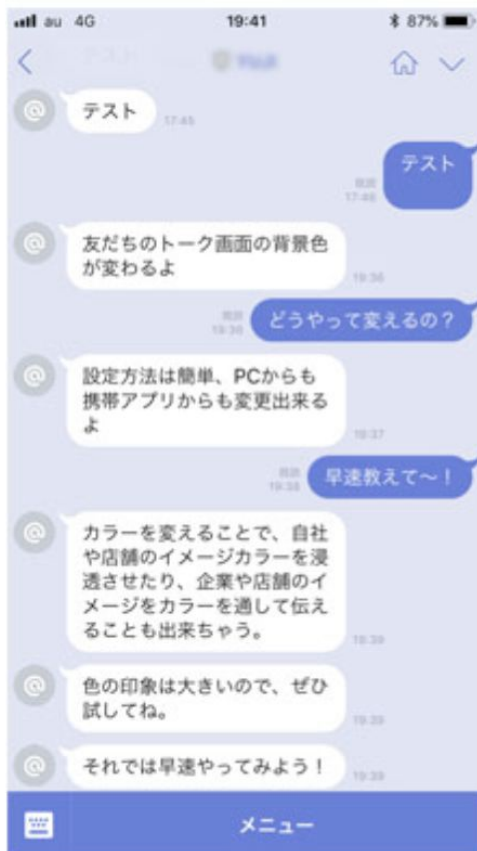 au 4G 19:41 87%
テスト
17:45
テスト
既読
17:46
友だちのトーク画面の背景色
が変わるよ
19:36
どうやって変えるの？
既読
19:36
設定方法は簡単、PCからも
携帯アプリからも変更出来る
よ
19:37
早速教えて〜！
既読
19:38
カラーを変えることで、自社
や店舗のイメージカラーを浸
透させたり、企業や店舗のイ
メージをカラーを通して伝え
ることも出来ちゃう。
19:39
色の印象は大きいので、ぜひ
試してね。
19:39
それでは早速やってみよう！
19:39
メニュー